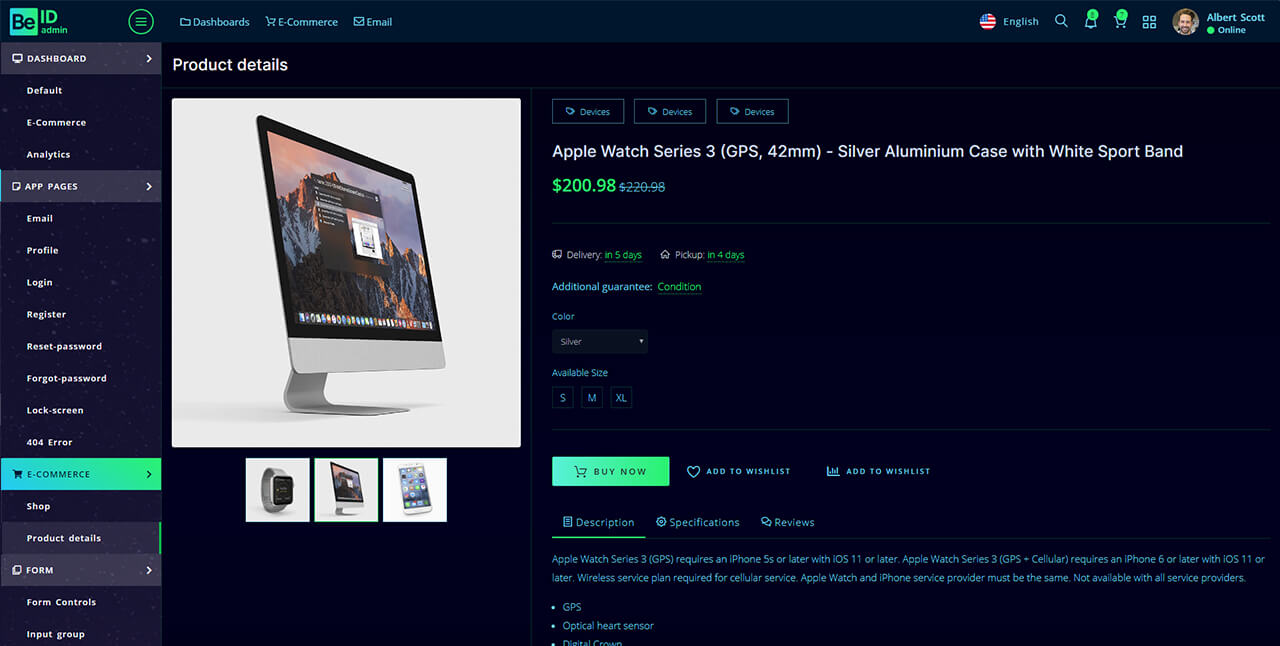 Be ID admin
Dashboards E-Commerce Email
English
Albert Scott
Online
DASHBOARD
Default
E-Commerce
Analytics
APP PAGES
Email
Profile
Login
Register
Reset-password
Forgot-password
Lock-screen
404 Error
E-COMMERCE
Shop
Product details
FORM
Form Controls
Input group
Product details
Devices Devices Devices
Apple Watch Series 3 (GPS, 42mm) - Silver Aluminium Case with White Sport Band
$200.98 $220.98
Delivery: in 5 days Pickup: in 4 days
Additional guarantee: Condition
Color
Silver
Available Size
S M XL
BUY NOW ADD TO WISHLIST ADD TO WISHLIST
Description Specifications Reviews
Apple Watch Series 3 (GPS) requires an iPhone 5s or later with iOS 11 or later. Apple Watch Series 3 (GPS + Cellular) requires an iPhone 6 or later with iOS 11 or
later. Wireless service plan required for cellular service. Apple Watch and iPhone service provider must be the same. Not available with all service providers.
GPS
Optical heart sensor
Digital Crown